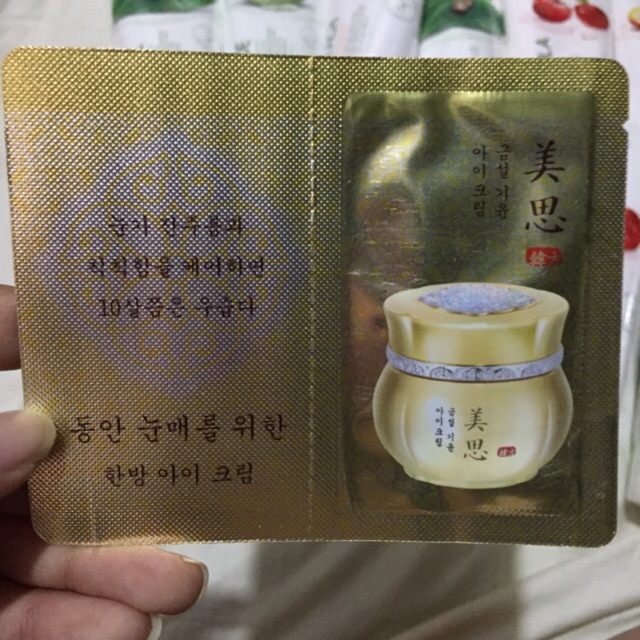 눈가 잔주름과
칙칙함을 케어하면
10살쯤은 우습다
동안 눈매를 위한
한방 아이 크림
美思
금설 기윤
아이크림
美思
금설 기윤
아이크림